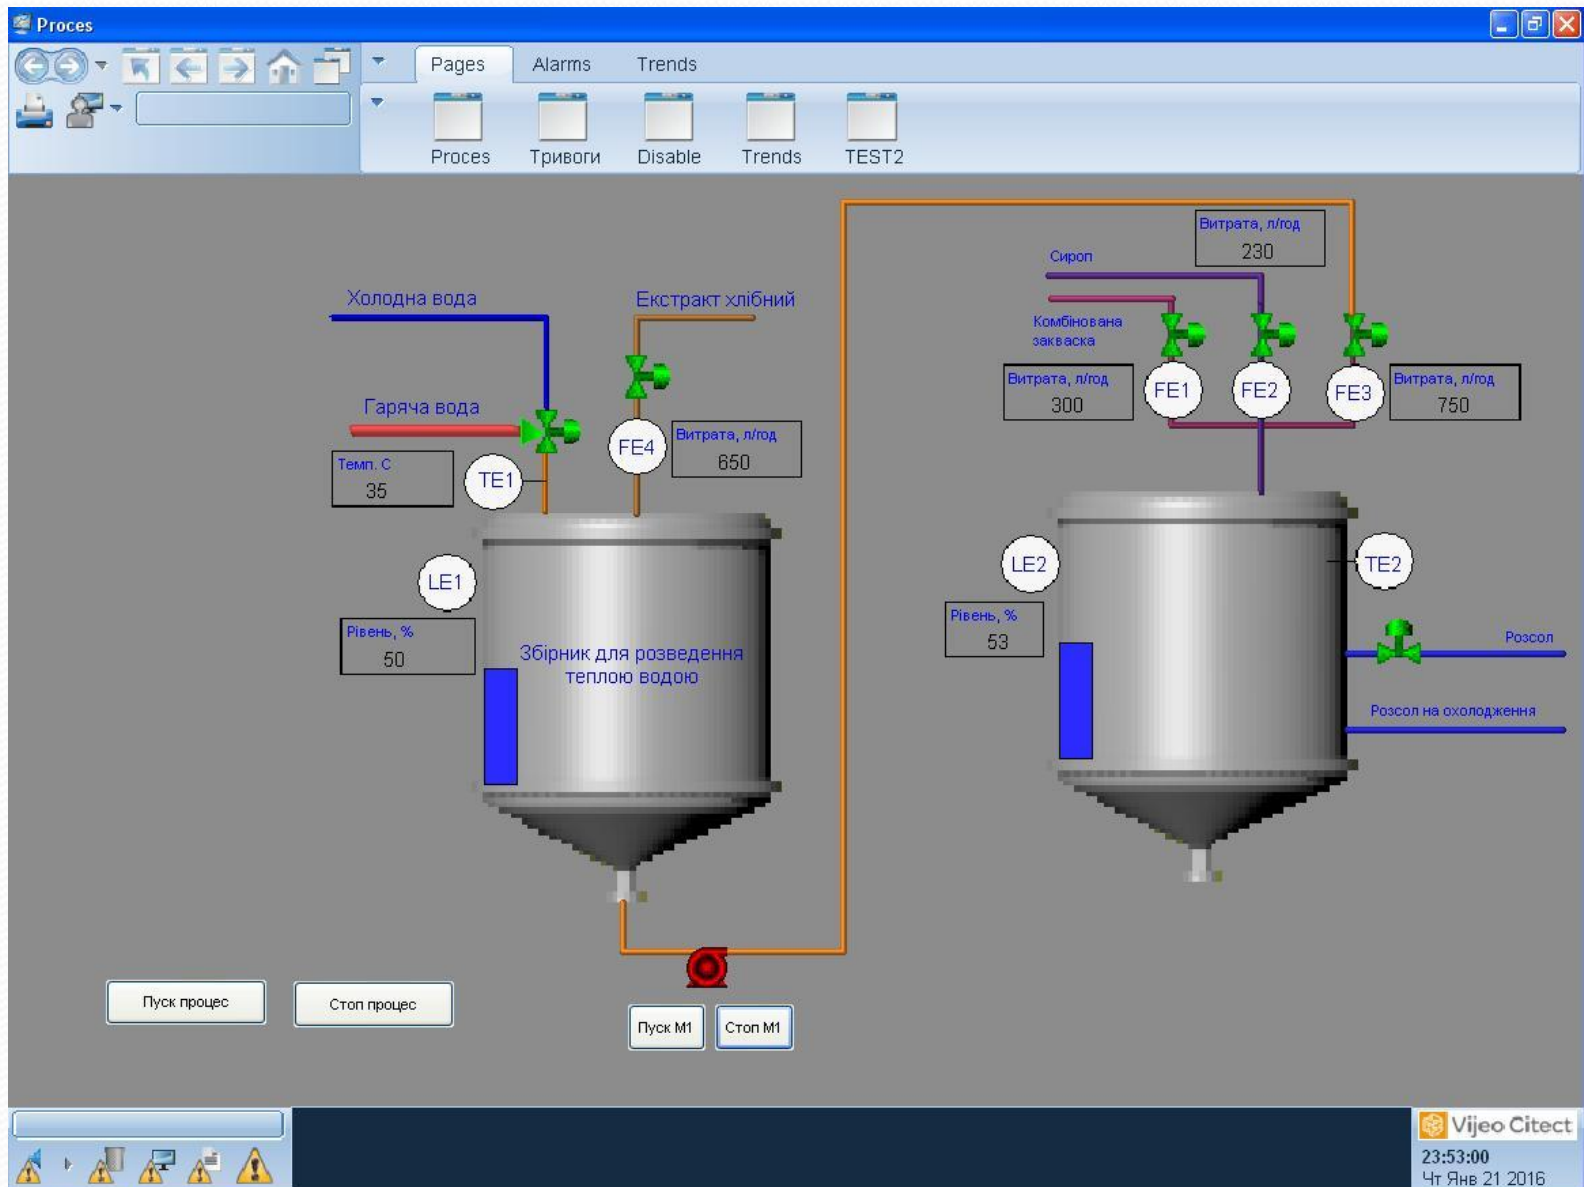 Proces
Pages Alarms Trends
Proces Тривоги Disable Trends TEST2
Витрата, л/год
230
Сироп
Холодна вода
Екстракт хлібний
Комбінована
закваска
Витрата, л/год
300
FE1
FE2
FE3
Витрата, л/год
750
Гаряча вода
FE4
Витрата, л/год
650
Темп. С
35
TE1
LE1
LE2
TE2
Рівень, %
50
Збірник для розведення
теплою водою
Рівень, %
53
Розсол
Розсол на охолодження
Пуск процес
Стоп процес
Пуск М1
Стоп М1
Vijeo Citect
23:53:00
Чт Янв 21 2016